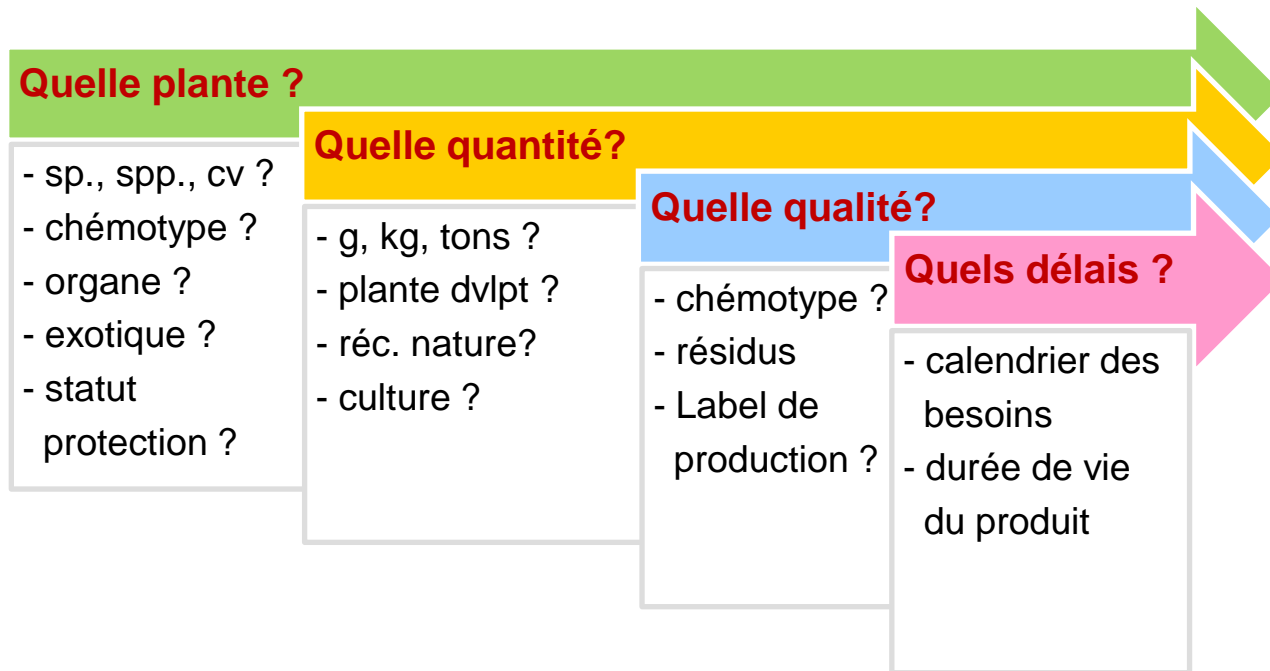 Quelle plante ?
- sp., spp., cv ?
- chémotype ?
- organe ?
- exotique ?
- statut
protection ?
Quelle quantité?
- g, kg, tons ?
- plante dvlpt ?
- réc. nature?
- culture ?
Quelle qualité?
- chémotype ?
- résidus
- Label de
production ?
Quels délais ?
- calendrier des
besoins
- durée de vie
du produit